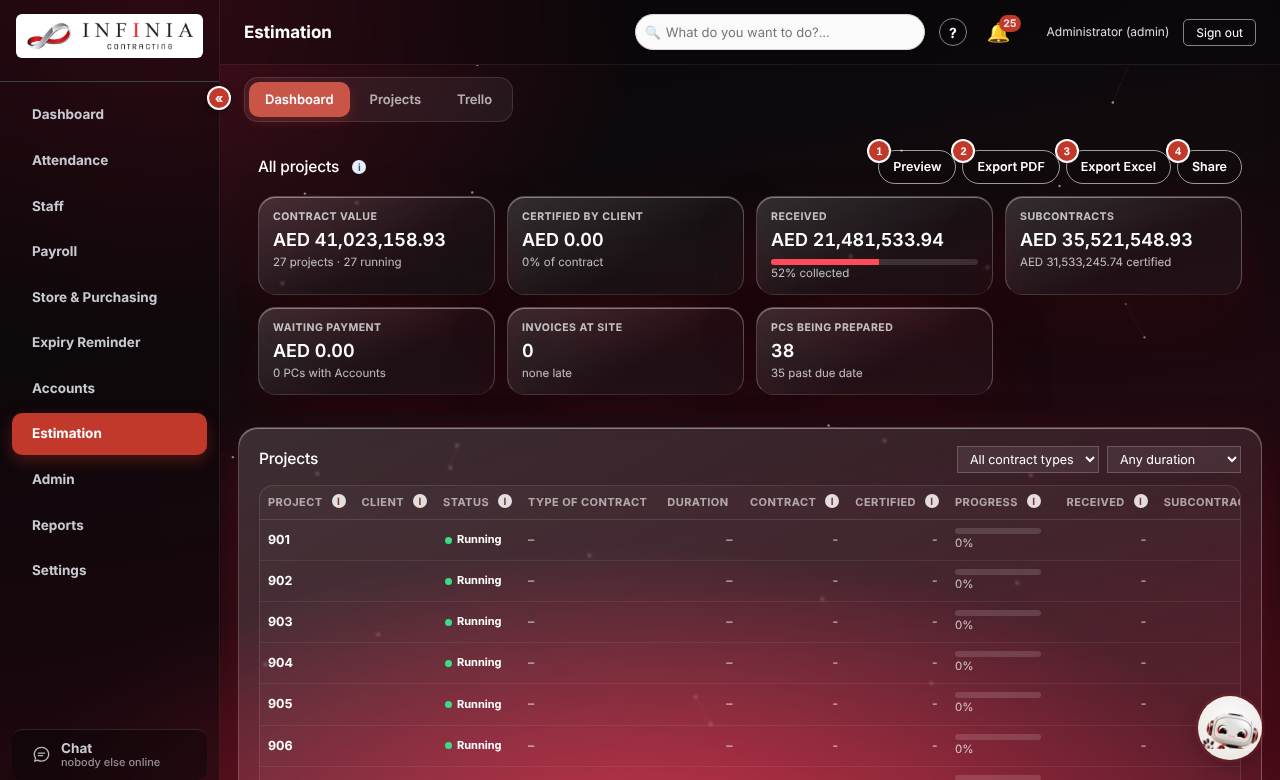 INFINIA
CONTRACTING
Estimation
What do you want to do?...
?
25
Administrator (admin)
Sign out
«
Dashboard
Attendance
Staff
Payroll
Store & Purchasing
Expiry Reminder
Accounts
Estimation
Admin
Reports
Settings
Chat
nobody else online
Dashboard
Projects
Trello
All projects
i
1
Preview
2
Export PDF
3
Export Excel
4
Share
CONTRACT VALUE
AED 41,023,158.93
27 projects · 27 running
CERTIFIED BY CLIENT
AED 0.00
0% of contract
RECEIVED
AED 21,481,533.94
52% collected
SUBCONTRACTS
AED 35,521,548.93
AED 31,533,245.74 certified
WAITING PAYMENT
AED 0.00
0 PCs with Accounts
INVOICES AT SITE
0
none late
PCS BEING PREPARED
38
35 past due date
Projects
All contract types
Any duration
PROJECT I CLIENT I STATUS I TYPE OF CONTRACT DURATION CONTRACT I CERTIFIED I PROGRESS I RECEIVED I SUBCONTRAC
901 Running – – - - 0% -
902 Running – – - - 0% -
903 Running – – - - 0% -
904 Running – – - - 0% -
905 Running – – - - 0% -
906 Running – – - - 0% -